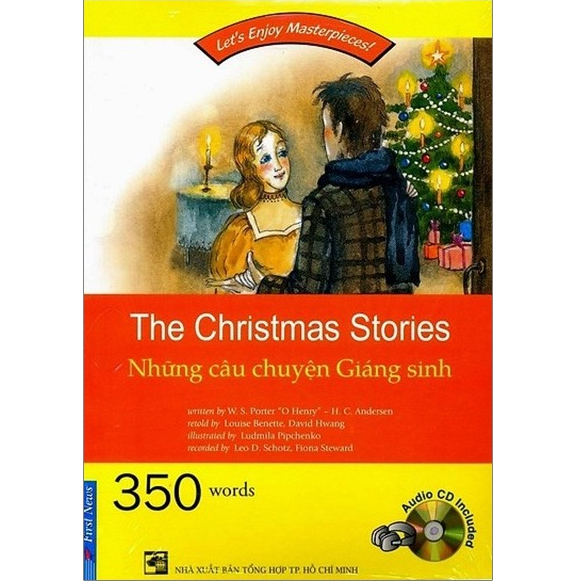 Let's Enjoy Masterpieces!
The Christmas Stories
Những câu chuyện Giáng sinh
written by W. S. Porter "O Henry" – H. C. Andersen
retold by Louise Benette, David Hwang
illustrated by Ludmila Pipchenko
recorded by Leo D. Schotz, Fiona Steward
350 words
Audio CD Included
First News
NHÀ XUẤT BẢN TỔNG HỢP TP. HỒ CHÍ MINH